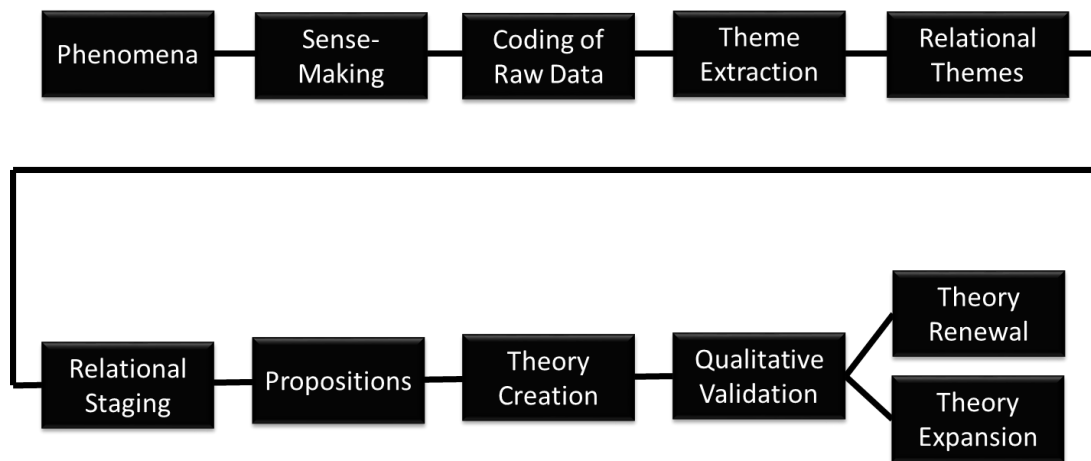 Phenomena
Sense-
Making
Coding of
Raw Data
Theme
Extraction
Relational
Themes
Relational
Staging
Propositions
Theory
Creation
Qualitative
Validation
Theory
Renewal
Theory
Expansion